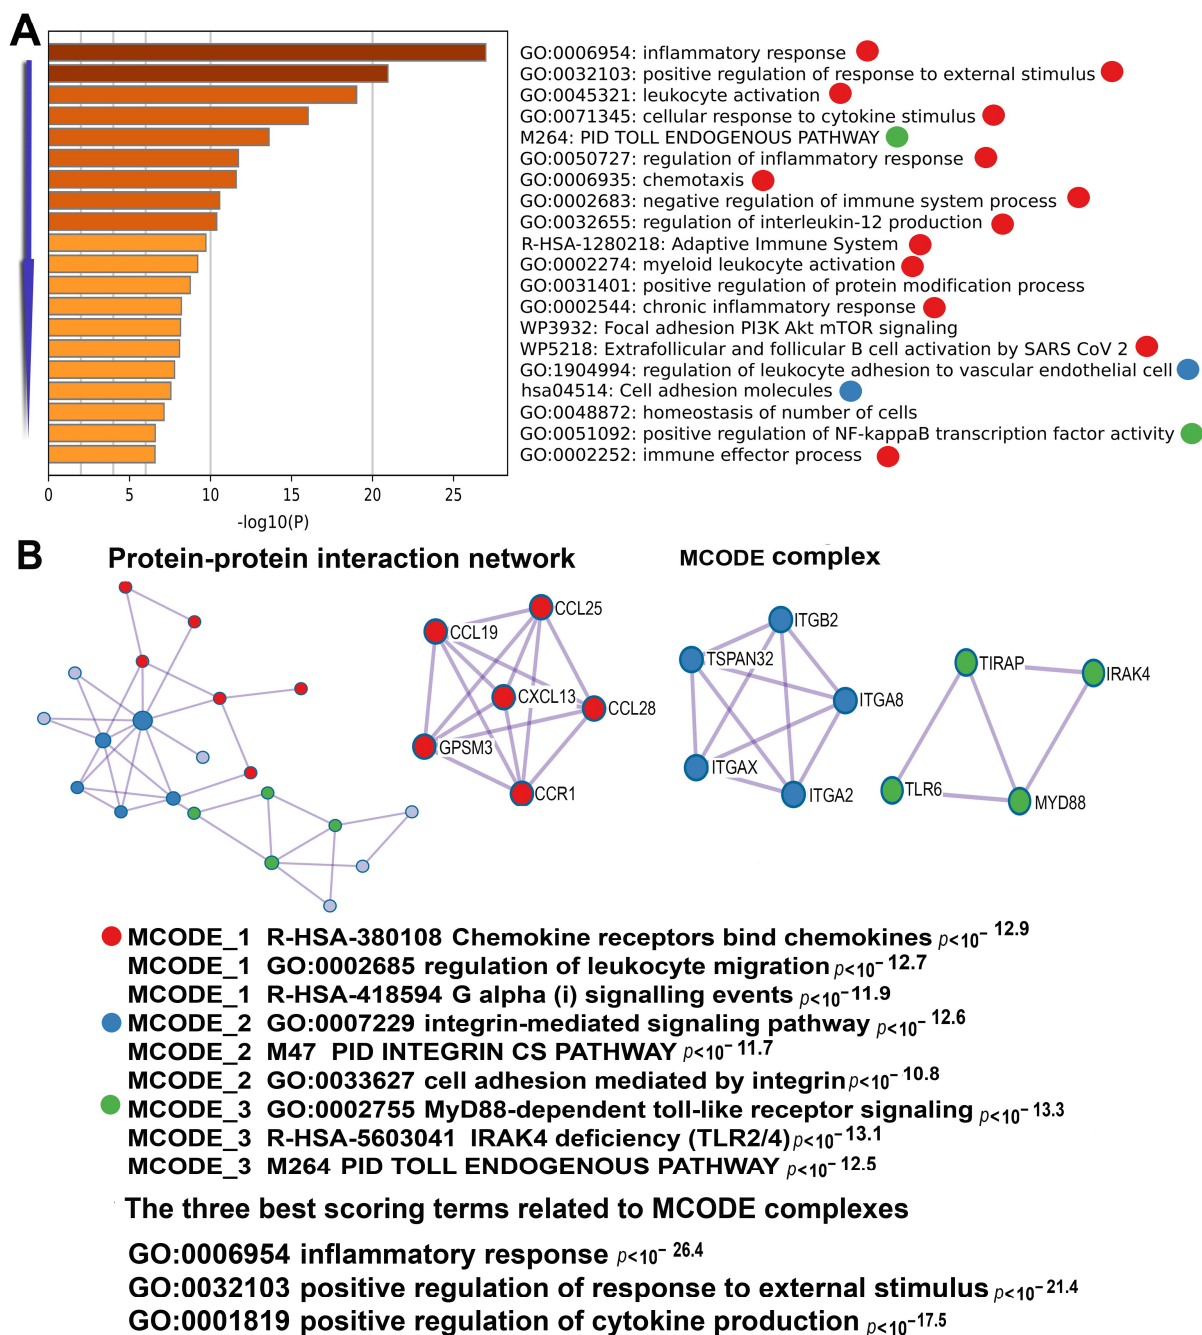 A
GO:0006954: inflammatory response
GO:0032103: positive regulation of response to external stimulus
GO:0045321: leukocyte activation
GO:0071345: cellular response to cytokine stimulus
M264: PID TOLL ENDOGENOUS PATHWAY
GO:0050727: regulation of inflammatory response
GO:0006935: chemotaxis
GO:0002683: negative regulation of immune system process
GO:0032655: regulation of interleukin-12 production
R-HSA-1280218: Adaptive Immune System
GO:0002274: myeloid leukocyte activation
GO:0031401: positive regulation of protein modification process
GO:0002544: chronic inflammatory response
WP3932: Focal adhesion PI3K Akt mTOR signaling
WP5218: Extrafollicular and follicular B cell activation by SARS CoV 2
GO:1904994: regulation of leukocyte adhesion to vascular endothelial cell
hsa04514: Cell adhesion molecules
GO:0048872: homeostasis of number of cells
GO:0051092: positive regulation of NF-kappaB transcription factor activity
GO:0002252: immune effector process
0 5 10 15 20 25
-log10(P)
B
Protein-protein interaction network
MCODE complex
CCL25
CCL19
CXCL13
CCL28
GPSM3
CCR1
ITGB2
TSPAN32
ITGA8
ITGAX
ITGA2
TIRAP
IRAK4
TLR6
MYD88
MCODE_1 R-HSA-380108 Chemokine receptors bind chemokines p<10− 12.9
MCODE_1 GO:0002685 regulation of leukocyte migration p<10− 12.7
MCODE_1 R-HSA-418594 G alpha (i) signalling events p<10− 11.9
MCODE_2 GO:0007229 integrin-mediated signaling pathway p<10− 12.6
MCODE_2 M47 PID INTEGRIN CS PATHWAY p<10− 11.7
MCODE_2 GO:0033627 cell adhesion mediated by integrin p<10− 10.8
MCODE_3 GO:0002755 MyD88-dependent toll-like receptor signaling p<10− 13.3
MCODE_3 R-HSA-5603041 IRAK4 deficiency (TLR2/4) p<10− 13.1
MCODE_3 M264 PID TOLL ENDOGENOUS PATHWAY p<10− 12.5
The three best scoring terms related to MCODE complexes
GO:0006954 inflammatory response p<10− 26.4
GO:0032103 positive regulation of response to external stimulus p<10− 21.4
GO:0001819 positive regulation of cytokine production p<10−17.5